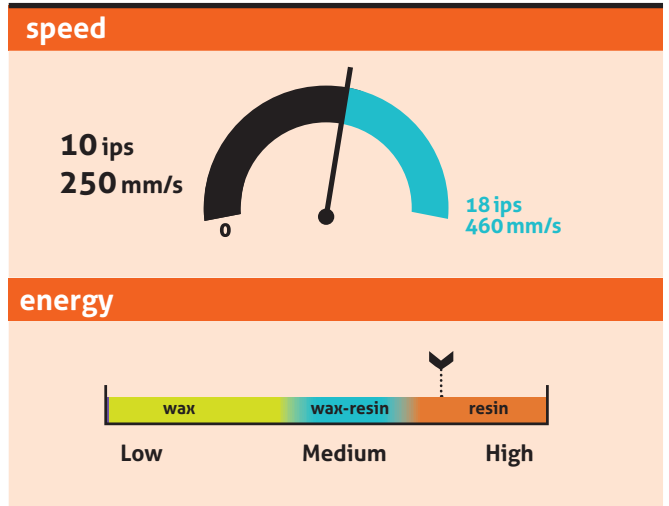 speed
10 ips
250 mm/s
0
18 ips
460 mm/s
energy
wax wax-resin resin
Low Medium High